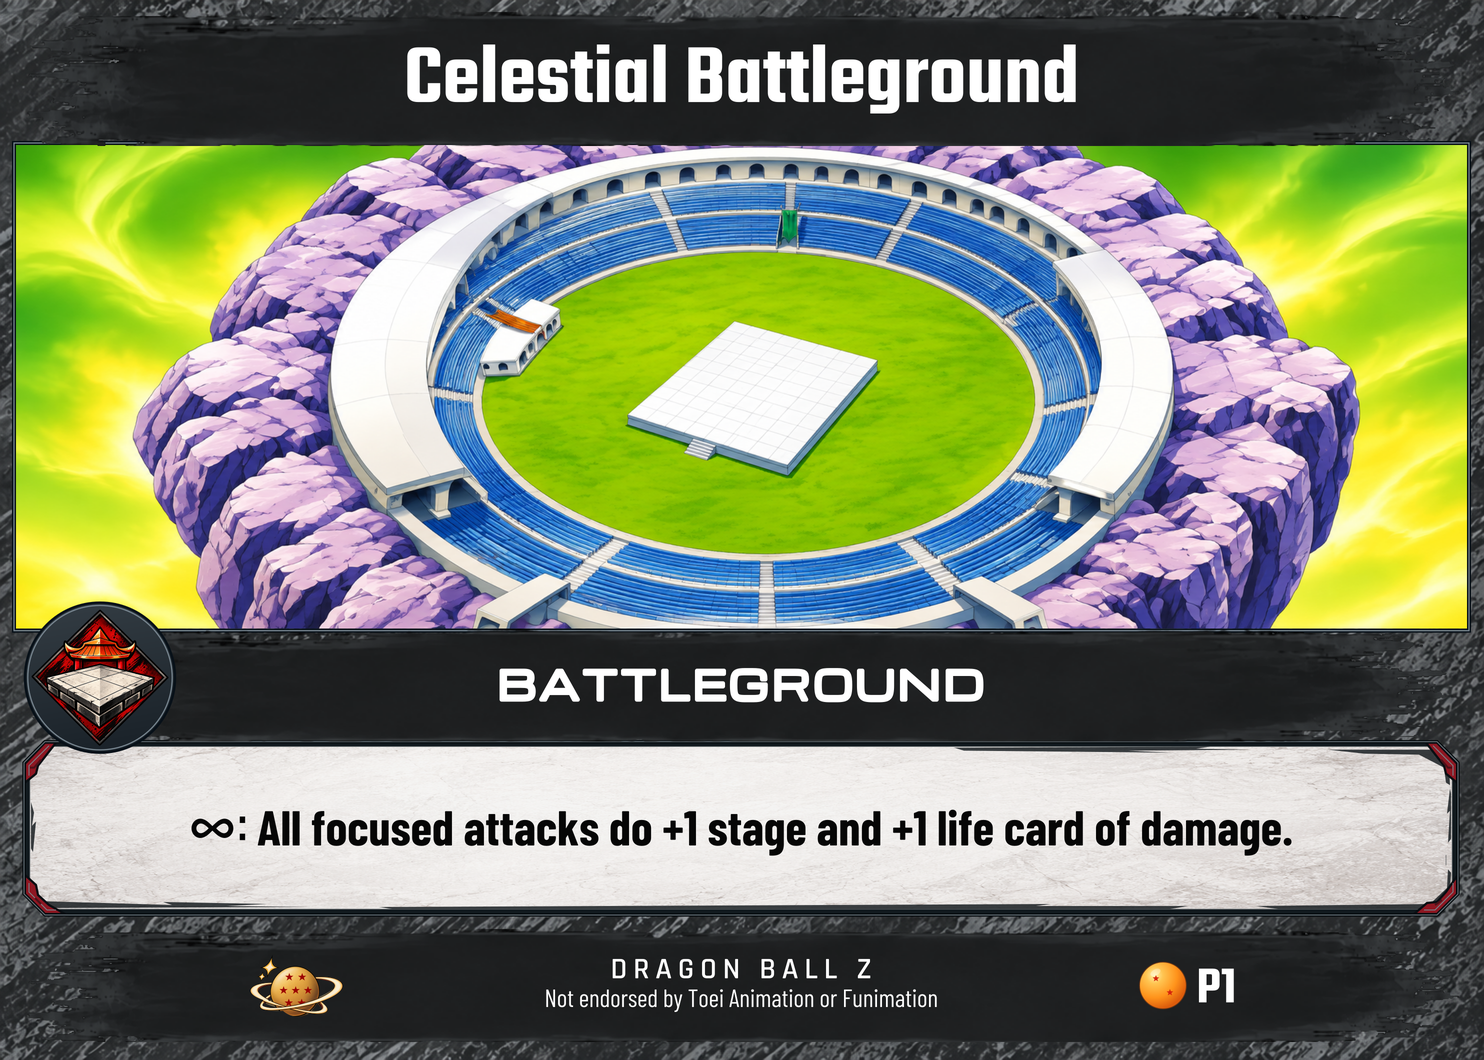 Celestial Battleground
BATTLEGROUND
∞: All focused attacks do +1 stage and +1 life card of damage.
DRAGON BALL Z
Not endorsed by Toei Animation or Funimation
P1